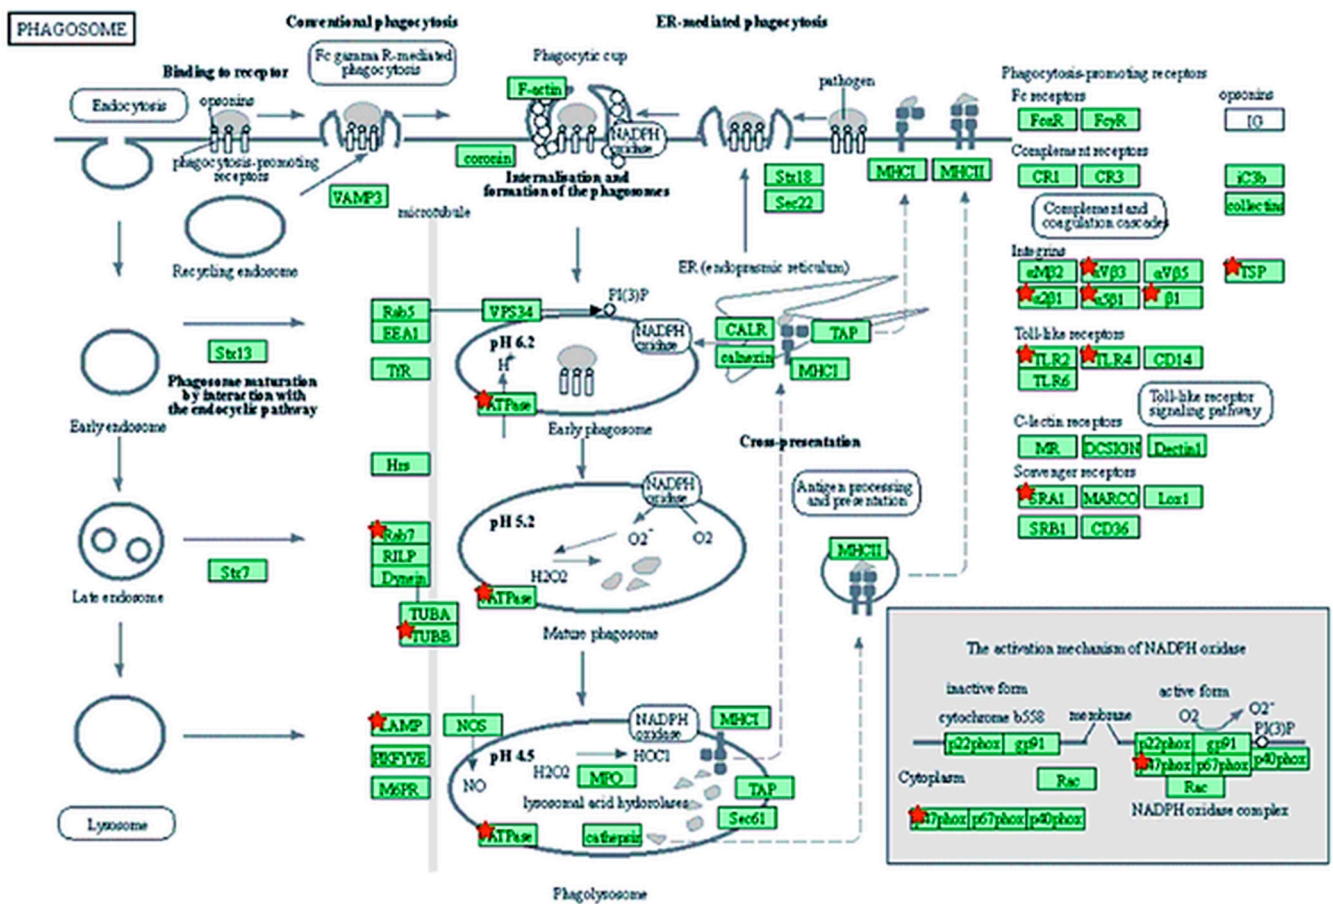 PHAGOSOME
Conventional phagocytosis
ER-mediated phagocytosis
Fc gamma R-mediated
phagocytosis
Binding to receptor
Endocytosis
opsonins
phagocytosis-promoting
receptors
VAMP3
Recycling endosome
microtubule
Phagocytic cup
F-actin
NADPH
oxidase
coronin
Internalisation and
formation of the phagosomes
pathogen
Stx18
Sec22
MHCI
MHCII
ER (endoprasmic reticulum)
Phagocytosis-promoting receptors
Fc receptors
FcαR
FcγR
opsonins
IG
Complement receptors
CR1
CR3
iC3b
collectins
Complement and
coagulation cascades
Integrins
αMβ2
αVβ3
αVβ5
TSP
α2β1
α5β1
β1
Toll-like receptors
TLR2
TLR4
CD14
TLR6
Toll-like receptor
signaling pathway
C-lectin receptors
MR
DCSIGN
Dectin1
Scavenger receptors
SRA1
MARCO
Lox1
SRB1
CD36
Stx13
Phagosome maturation
by interaction with
the endocylic pathway
Early endosome
Rab5
EEA1
TfR
VPS34
PI(3)P
NADPH
oxidase
pH 6.2
H+
ATPase
Early phagosome
CALR
calnexin
TAP
MHCI
Cross-presentation
Antigen processing
and presentation
MHCII
Hrs
Late endosome
Stx7
Rab7
RILP
Dynein
TUBA
TUBB
NADPH
oxidase
pH 5.2
O2-
O2
H2O2
ATPase
Mature phagosome
Lysosome
LAMP
PIKFYVE
M6PR
NOS
NO
NADPH
oxidase
pH 4.5
HOCl
H2O2
MPO
lysosomal acid hydorolases
MHCI
TAP
Sec61
ATPase
cathepsin
Phagolysosome
The activation mechanism of NADPH oxidase
inactive form
cytochrome b558
membrane
active form
O2
O2-
PI(3)P
p22phox
gp91
p22phox
gp91
p47phox
p67phox
p40phox
Cytoplasm
Rac
Rac
p47phox
p67phox
p40phox
NADPH oxidase complex